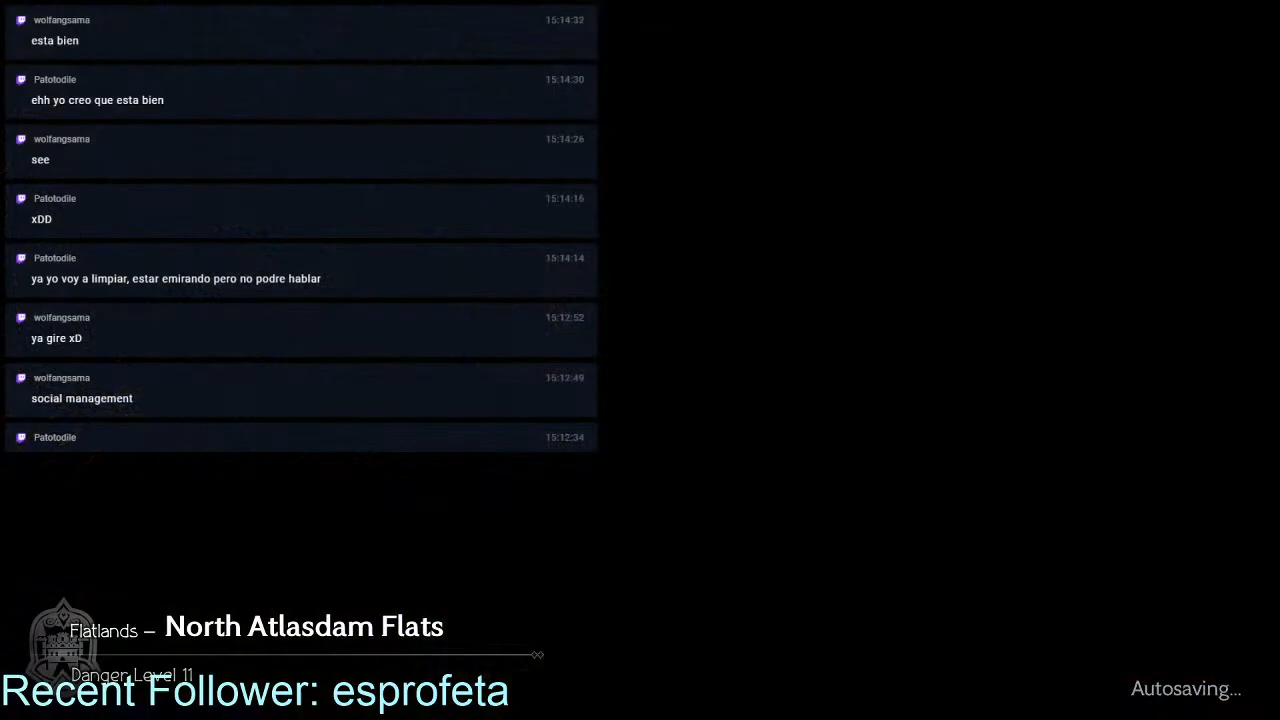 wolfangsama 15:14:32
esta bien
Patotodile 15:14:30
ehh yo creo que esta bien
wolfangsama 15:14:26
see
Patotodile 15:14:16
xDD
Patotodile 15:14:14
ya yo voy a limpiar, estar emirando pero no podre hablar
wolfangsama 15:12:52
ya gire xD
wolfangsama 15:12:49
social management
Patotodile 15:12:34
Flatlands – North Atlasdam Flats
Danger Level 11
Recent Follower: esprofeta
Autosaving...